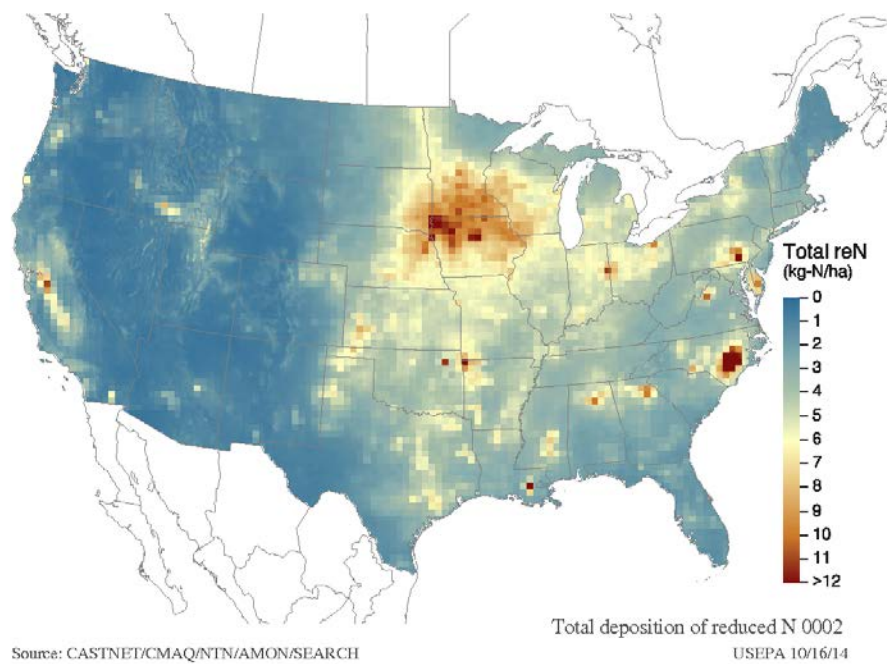 Total reN
(kg-N/ha)
0
1
2
3
4
5
6
7
8
9
10
11
>12
Total deposition of reduced N 0002
Source: CASTNET/CMAQ/NTN/AMON/SEARCH
USEPA 10/16/14